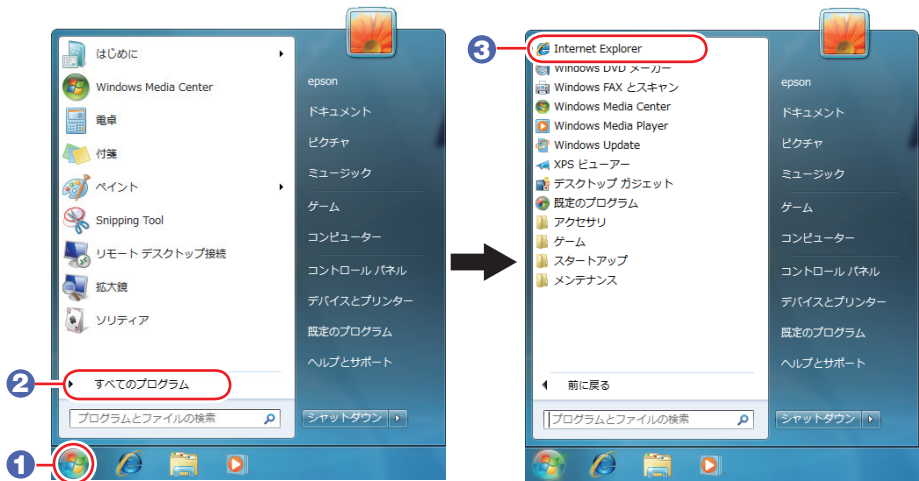 はじめに
Windows Media Center
電卓
付箋
ペイント
Snipping Tool
リモート デスクトップ接続
拡大鏡
ソリティア
2
すべてのプログラム
プログラムとファイルの検索
1
epson
ドキュメント
ピクチャ
ミュージック
ゲーム
コンピューター
コントロール パネル
デバイスとプリンター
既定のプログラム
ヘルプとサポート
シャットダウン
3
Internet Explorer
Windows DVD メーカー
Windows FAX とスキャン
Windows Media Center
Windows Media Player
Windows Update
XPS ビューアー
デスクトップ ガジェット
既定のプログラム
アクセサリ
ゲーム
スタートアップ
メンテナンス
前に戻る
プログラムとファイルの検索
epson
ドキュメント
ピクチャ
ミュージック
ゲーム
コンピューター
コントロール パネル
デバイスとプリンター
既定のプログラム
ヘルプとサポート
シャットダウン